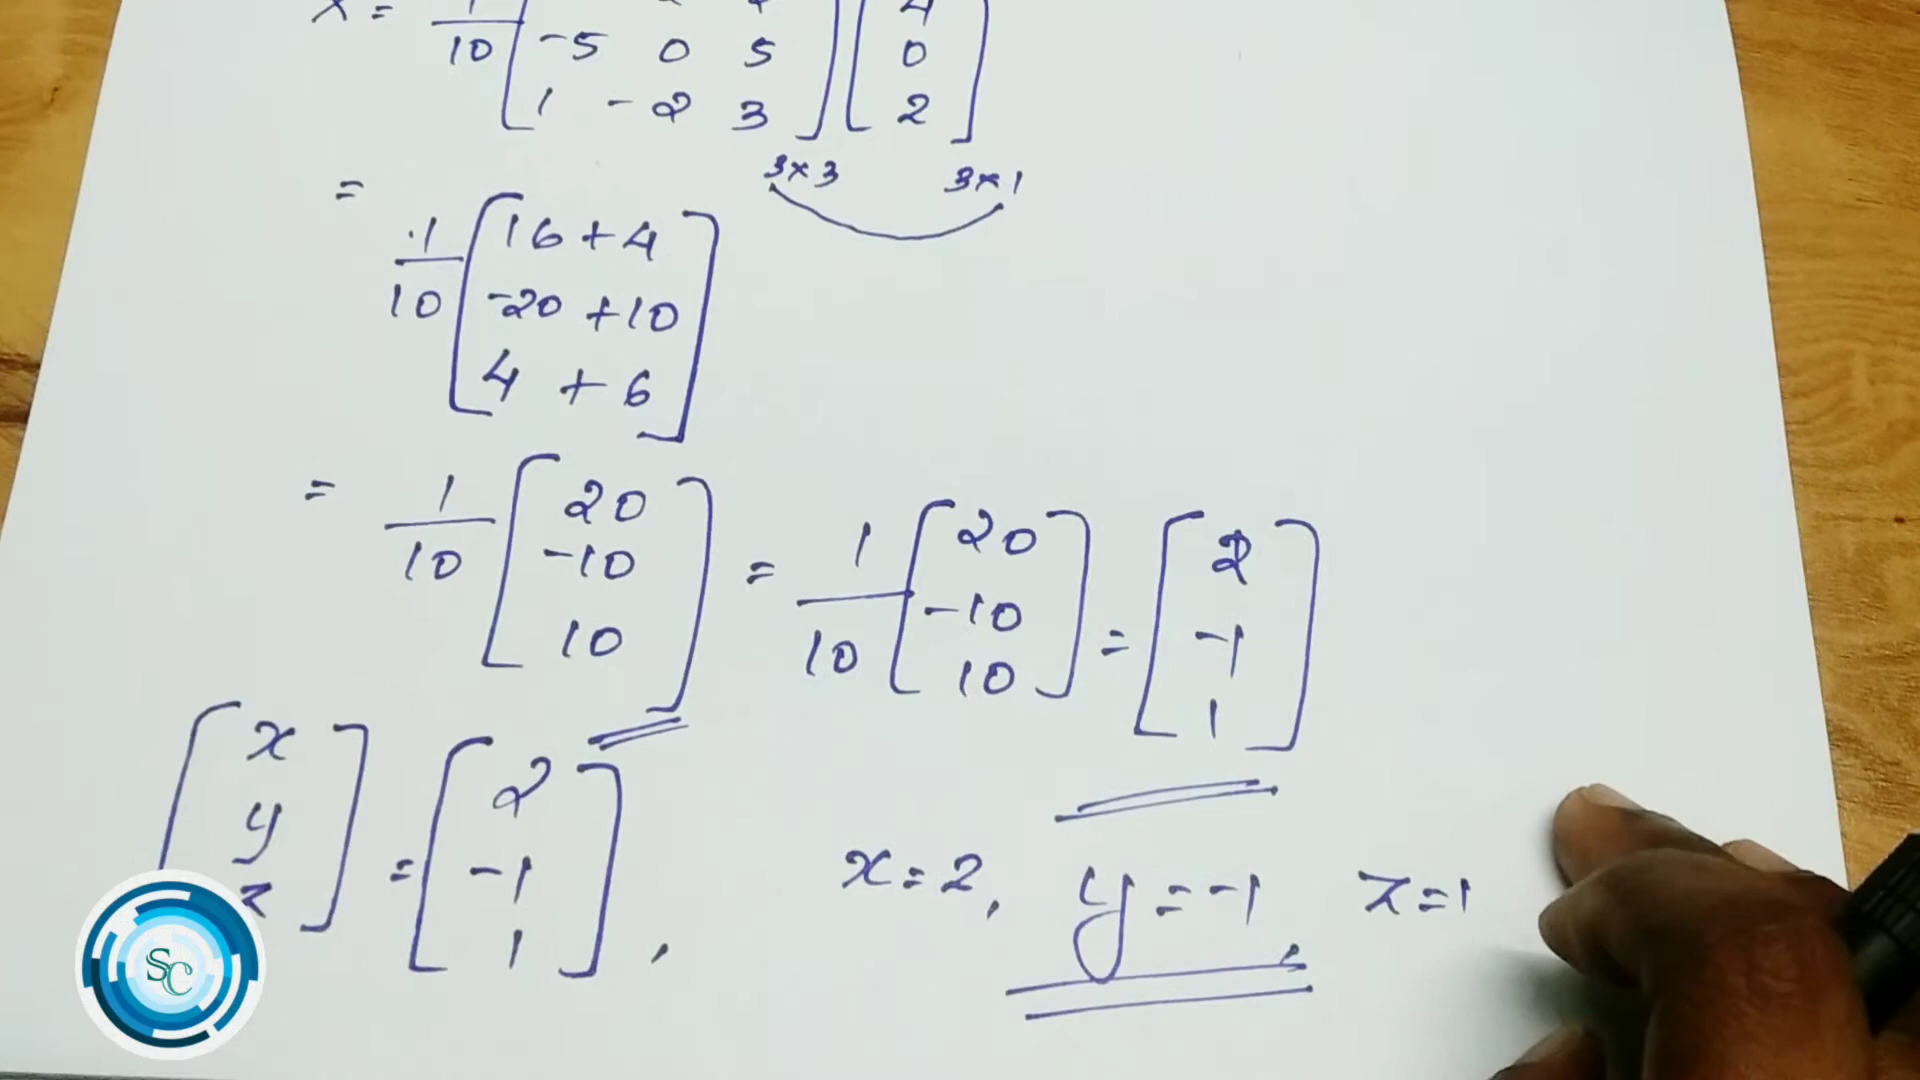 x = 1/10 [
-5 0 5] [4
1 -2 3] [0
2]
3×3 3×1
=
1/10 [16+4
-20 +10
4 + 6]
= 1/10 [20
-10
10] = 1/10 [20
-10
10] = [2
-1
1]
[x
y
z] = [2
-1
1], x=2, y=-1, z=1
SC